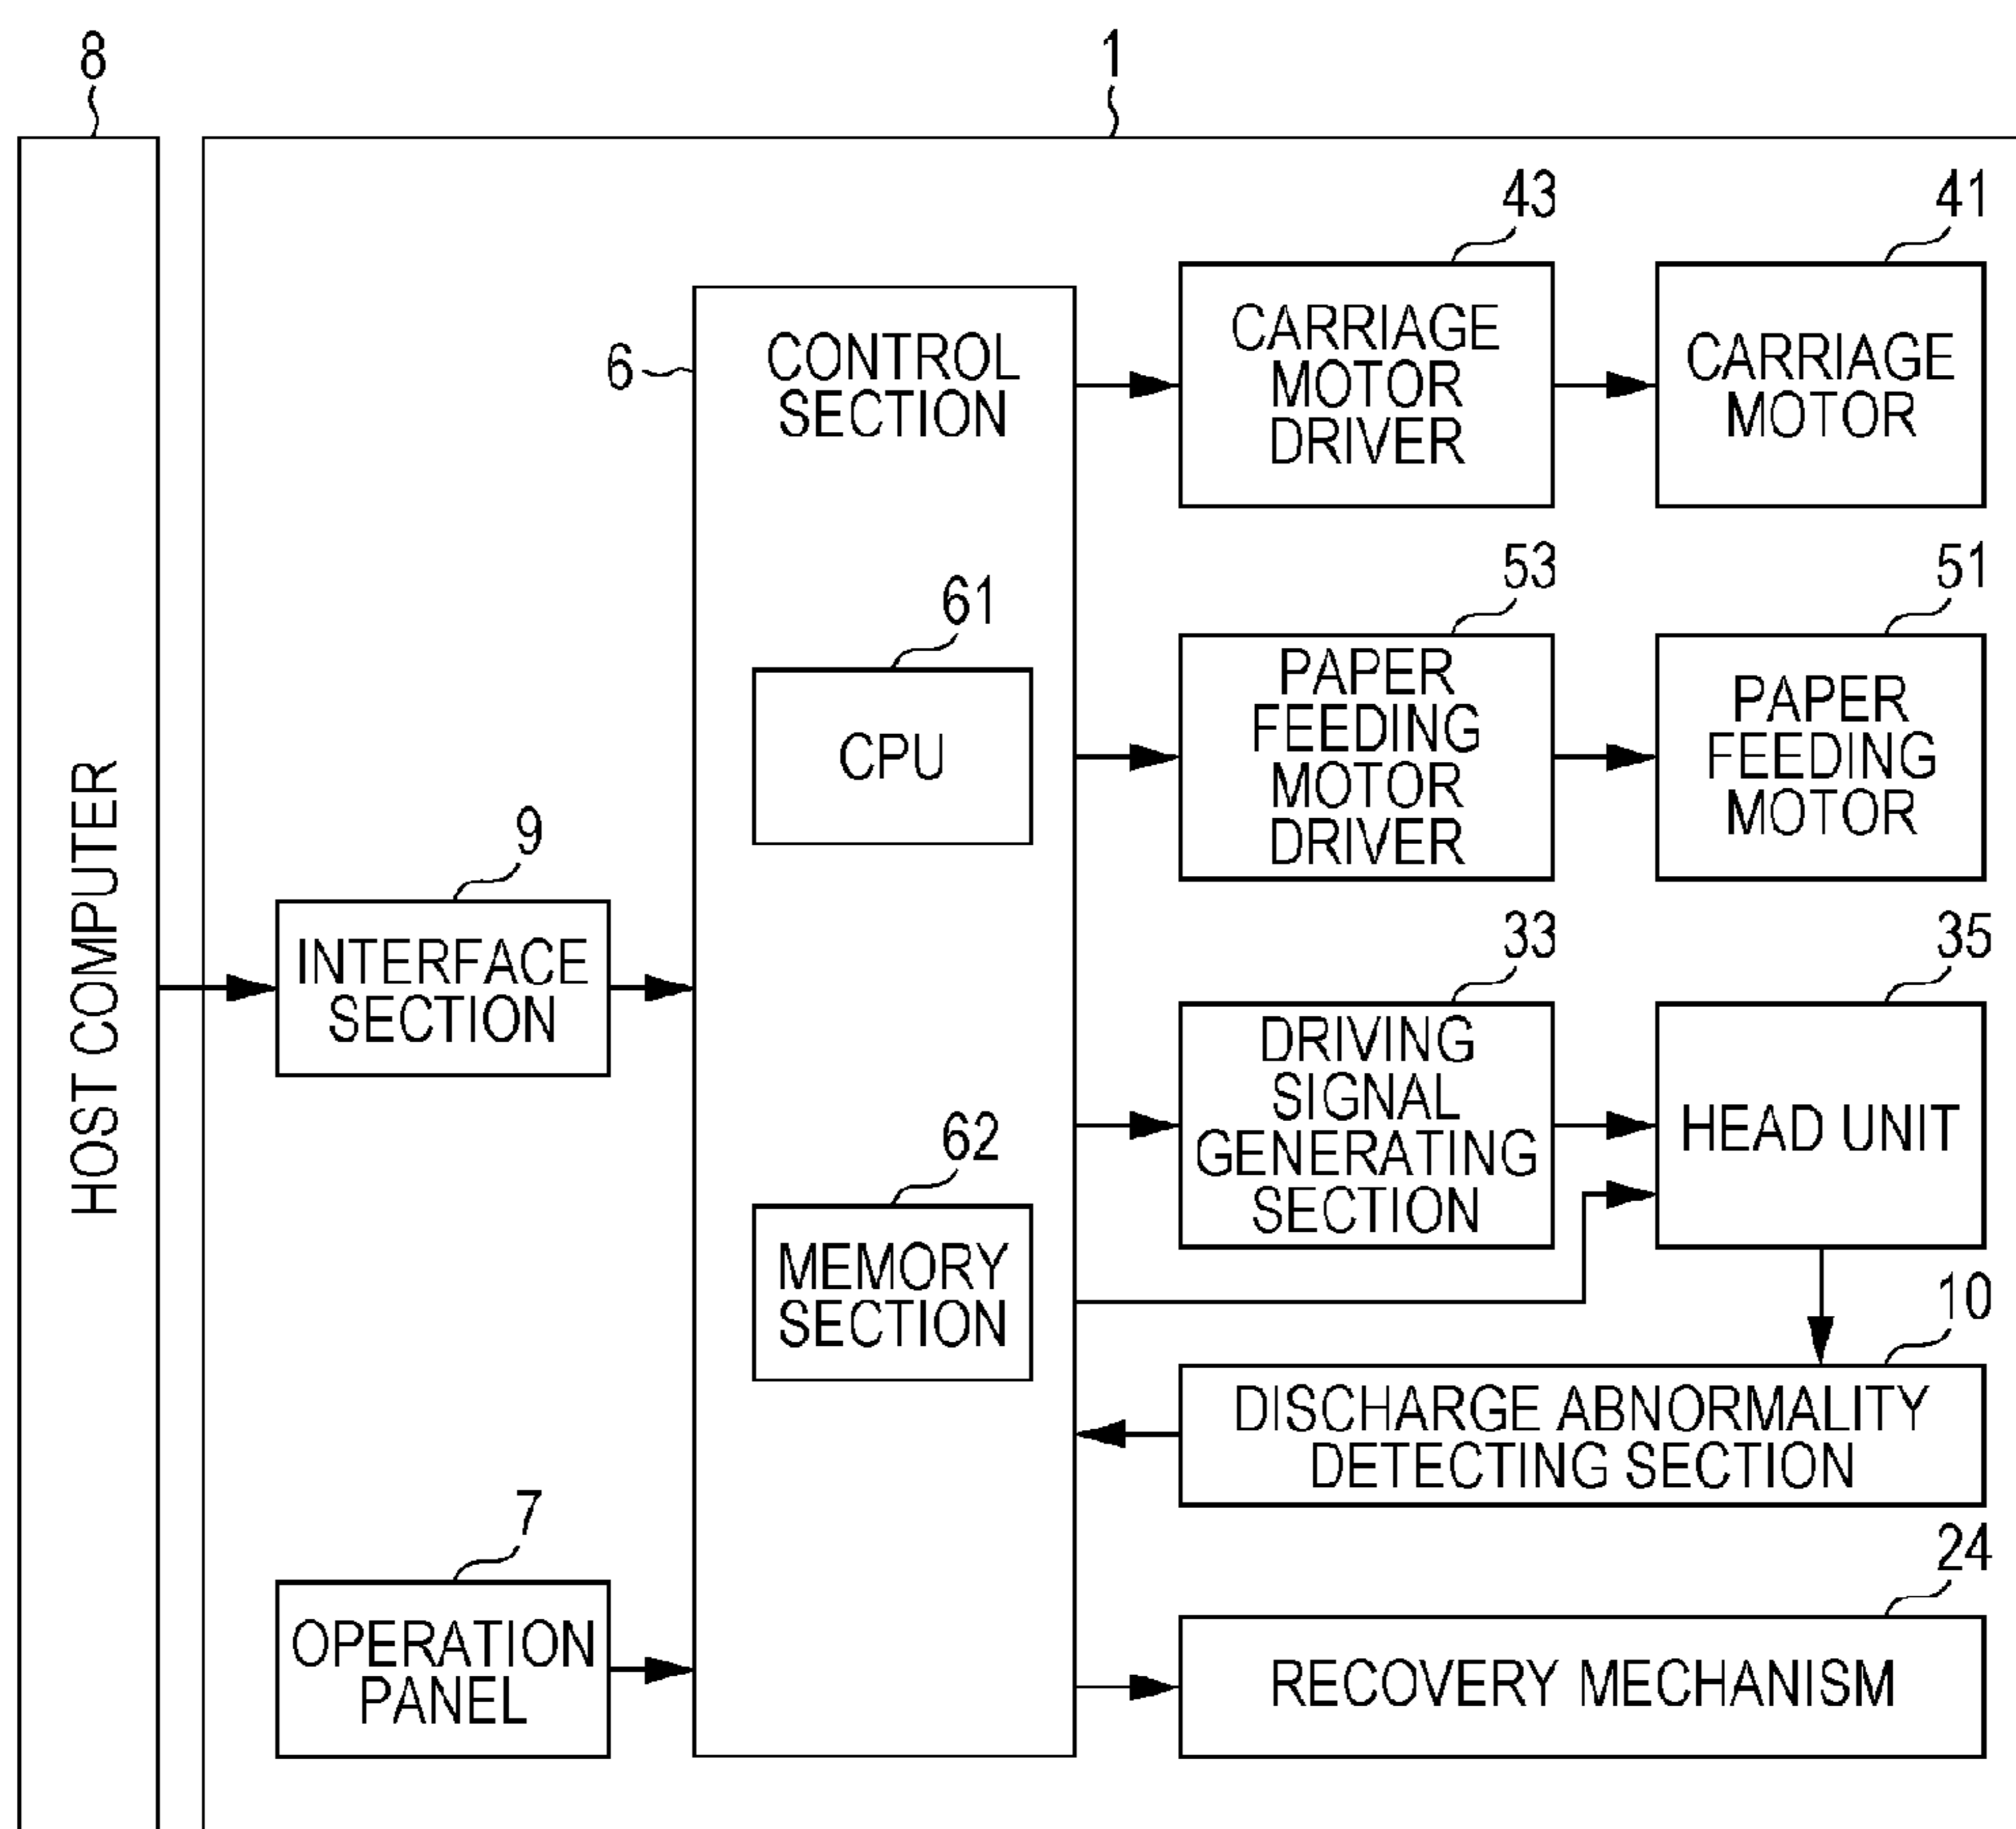 8
1
43
41
CARRIAGE
MOTOR
DRIVER
CARRIAGE
MOTOR
6
CONTROL
SECTION
53
51
PAPER
FEEDING
MOTOR
DRIVER
PAPER
FEEDING
MOTOR
61
CPU
HOST COMPUTER
9
INTERFACE
SECTION
33
35
DRIVING
SIGNAL
GENERATING
SECTION
HEAD UNIT
62
MEMORY
SECTION
10
DISCHARGE ABNORMALITY
DETECTING SECTION
7
OPERATION
PANEL
24
RECOVERY MECHANISM